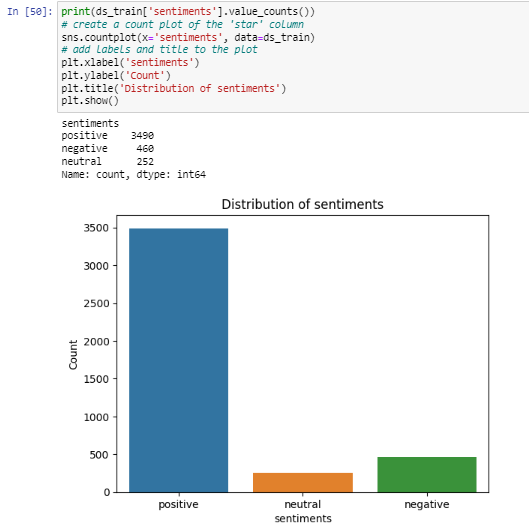 In [50]: print(ds_train['sentiments'].value_counts())
# create a count plot of the 'star' column
sns.countplot(x='sentiments', data=ds_train)
# add labels and title to the plot
plt.xlabel('sentiments')
plt.ylabel('Count')
plt.title('Distribution of sentiments')
plt.show()
sentiments
positive    3490
negative     460
neutral      252
Name: count, dtype: int64
Distribution of sentiments
3500
3000
2500
2000
1500
1000
500
0
Count
positive neutral negative
sentiments